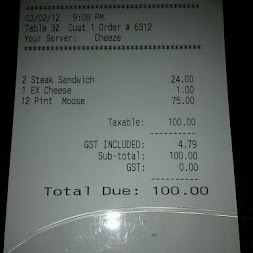 03/02/12 9:08 PM
Table 32 Cust 1 Order # 6312
Your Server: Cheeze
2 Steak Sandwich 24.00
1 EX Cheese 1.00
12 Pint Moose 75.00
Taxable: 100.00
GST INCLUDED: 4.79
Sub-total: 100.00
GST: 0.00
Total Due: 100.00